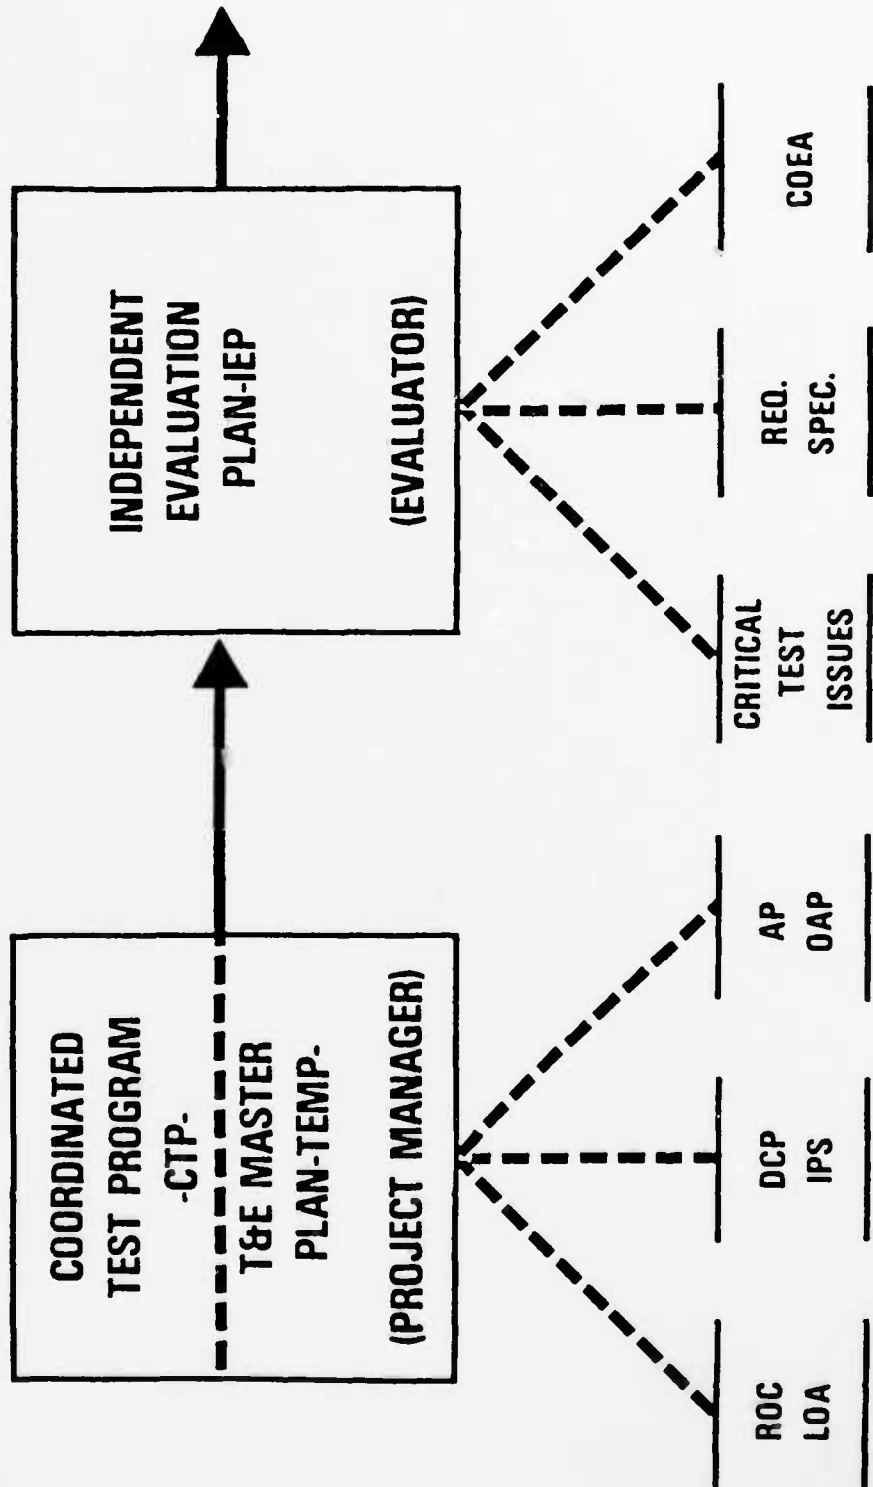 COORDINATED
TEST PROGRAM
-CTP-
T&E MASTER
PLAN-TEMP-
(PROJECT MANAGER)
INDEPENDENT
EVALUATION
PLAN-IEP
(EVALUATOR)
ROC
LOA
DCP
IPS
AP
OAP
CRITICAL
TEST
ISSUES
REQ.
SPEC.
COEA